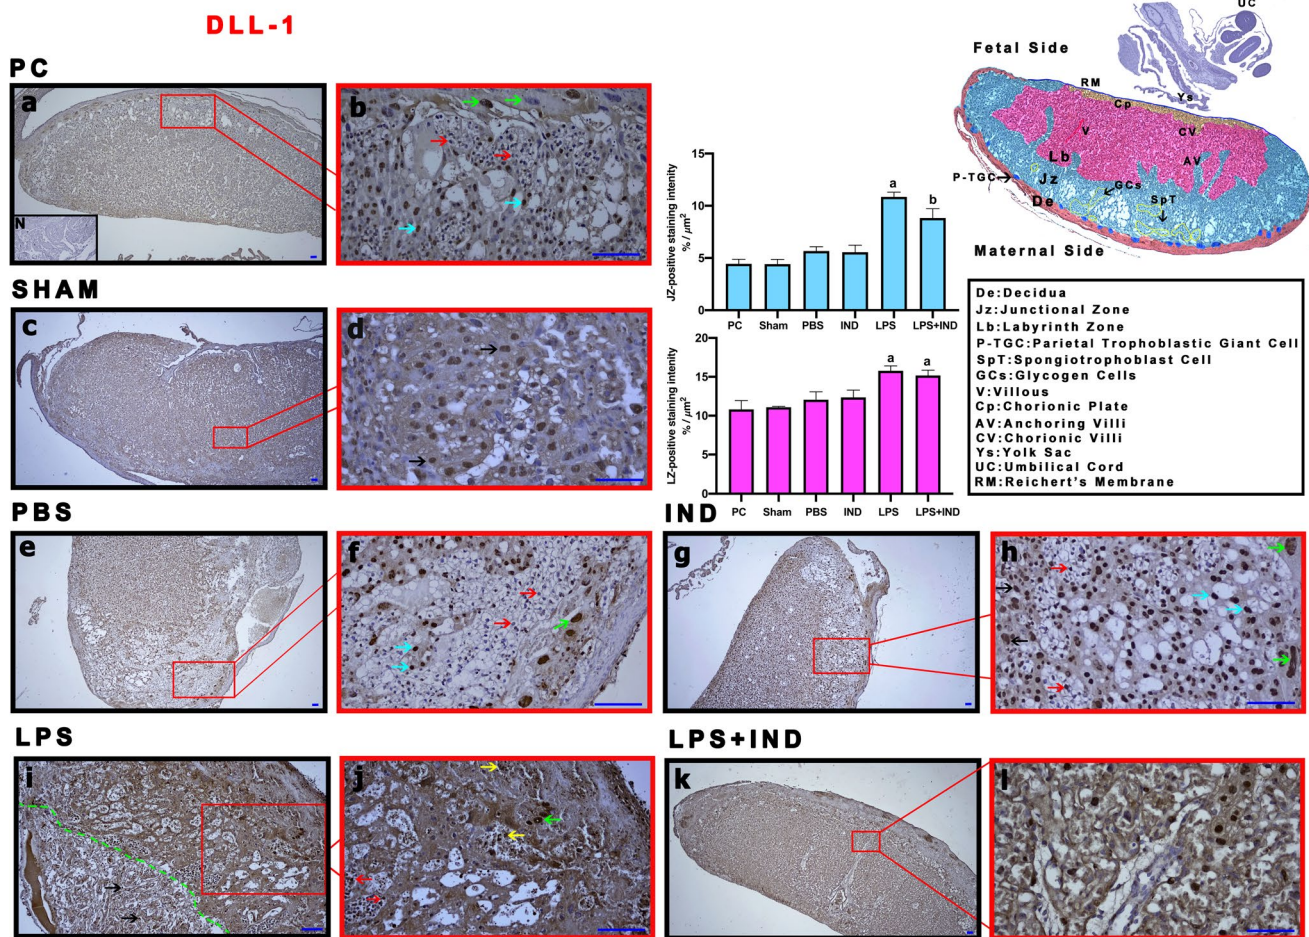 DLL-1
PC
a
N
b
SHAM
c
d
PBS
e
f
LPS
i
j
JZ-positive staining intenity
% / µm²
15
10
5
0
a
b
PC Sham PBS IND LPS LPS+IND
LZ-positive staining intenity
% / µm²
20
15
10
5
0
a
a
PC Sham PBS IND LPS LPS+IND
UC
Fetal Side
RM
Ys
Cp
V
CV
Lb
AV
P-TGC
Jz
GCs
De
SpT
Maternal Side
De:Decidua
Jz:Junctional Zone
Lb:Labyrinth Zone
P-TGC:Parietal Trophoblastic Giant Cell
SpT:Spongiotrophoblast Cell
GCs:Glycogen Cells
V:Villous
Cp:Chorionic Plate
AV:Anchoring Villi
CV:Chorionic Villi
Ys:Yolk Sac
UC:Umbilical Cord
RM:Reichert's Membrane
IND
g
h
LPS+IND
k
l